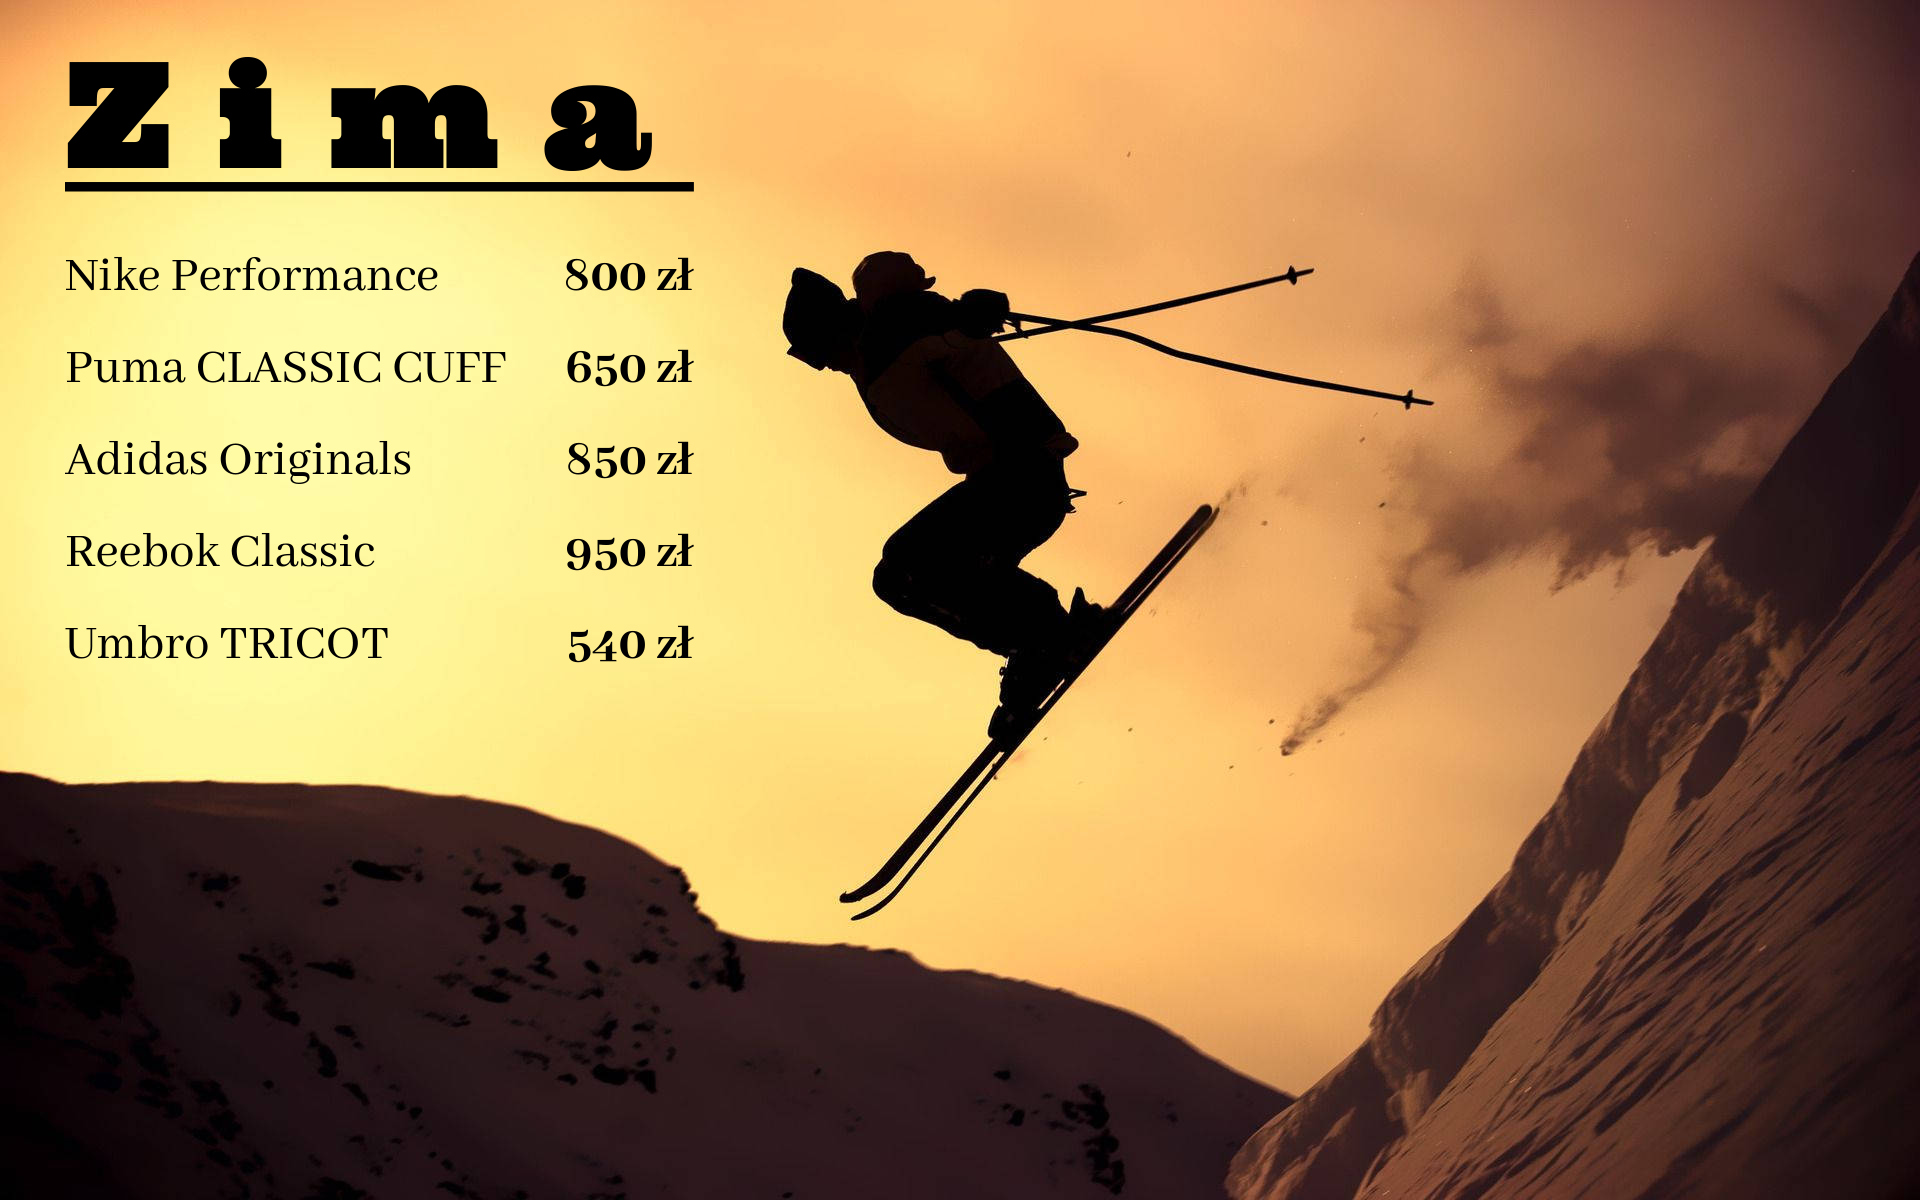 Zima
Nike Performance 800 zł
Puma CLASSIC CUFF 650 zł
Adidas Originals 850 zł
Reebok Classic 950 zł
Umbro TRICOT 540 zł